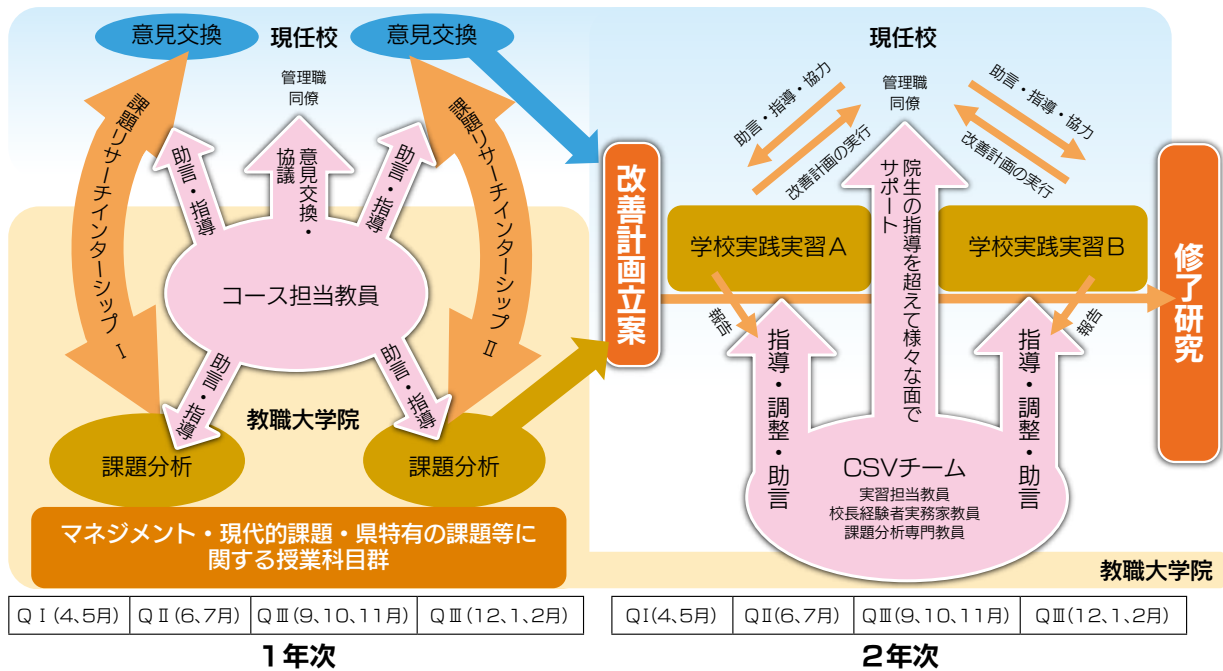 意見交換
現任校
意見交換
管理職
同僚
課題リサーチインターシップⅠ
助言・指導
意見交換・
協議
助言・指導
課題リサーチインターシップⅡ
コース担当教員
助言・指導
助言・指導
教職大学院
課題分析
課題分析
マネジメント・現代的課題・県特有の課題等に
関する授業科目群
改善計画立案
現任校
管理職
同僚
助言・指導・協力
改善計画の実行
助言・指導・協力
改善計画の実行
学校実践実習A
学校実践実習B
院生の指導を超えて様々な面で
サポート
報告
報告
指導・調整・助言
指導・調整・助言
CSVチーム
実習担当教員
校長経験者実務家教員
課題分析専門教員
修了研究
教職大学院
QⅠ(4、5月) QⅡ(6、7月) QⅢ(9、10、11月) QⅢ(12、1、2月)
1年次
QⅠ(4、5月) QⅡ(6、7月) QⅢ(9、10、11月) QⅢ(12、1、2月)
2年次